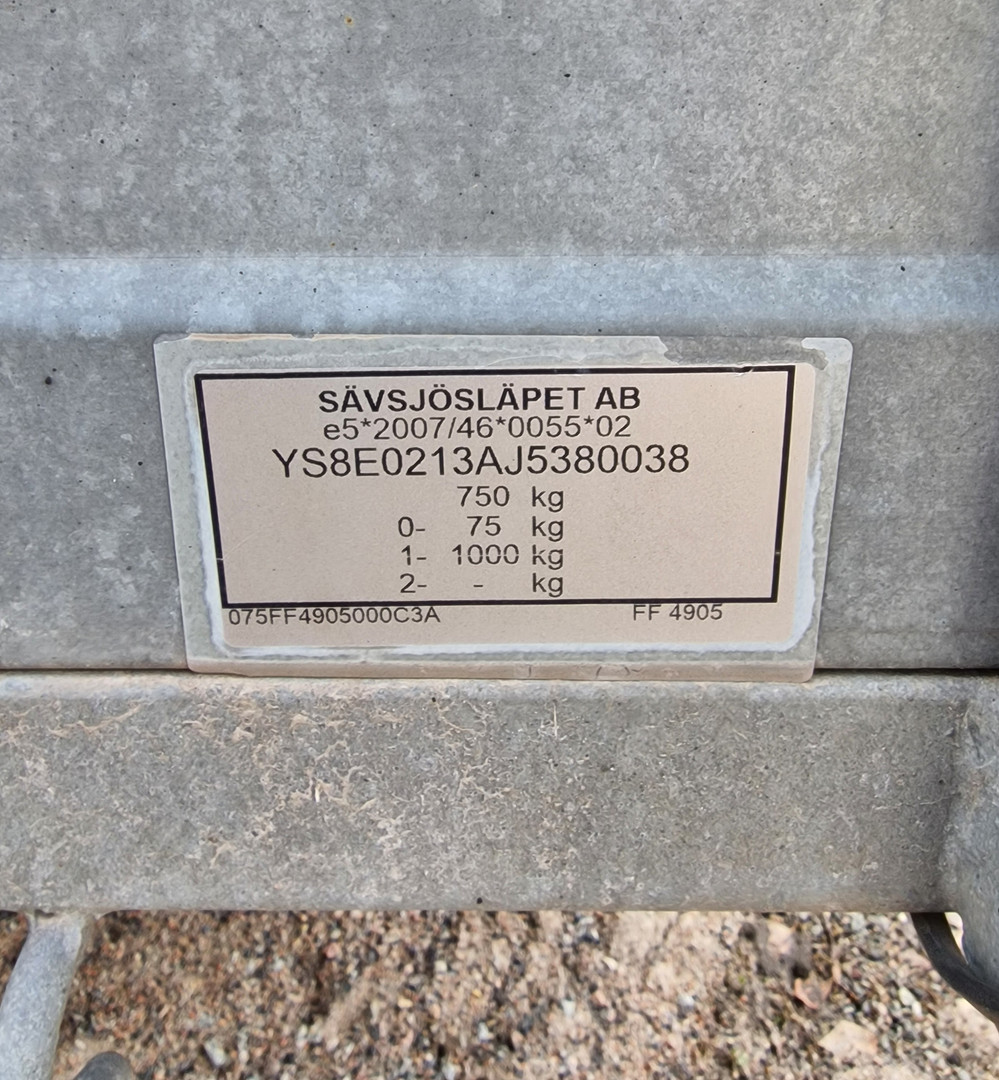 SÄVSJÖSLÄPET AB
e5*2007/46*0055*02
YS8E0213AJ5380038
750 kg
0- 75 kg
1- 1000 kg
2- - kg
075FF4905000C3A FF 4905